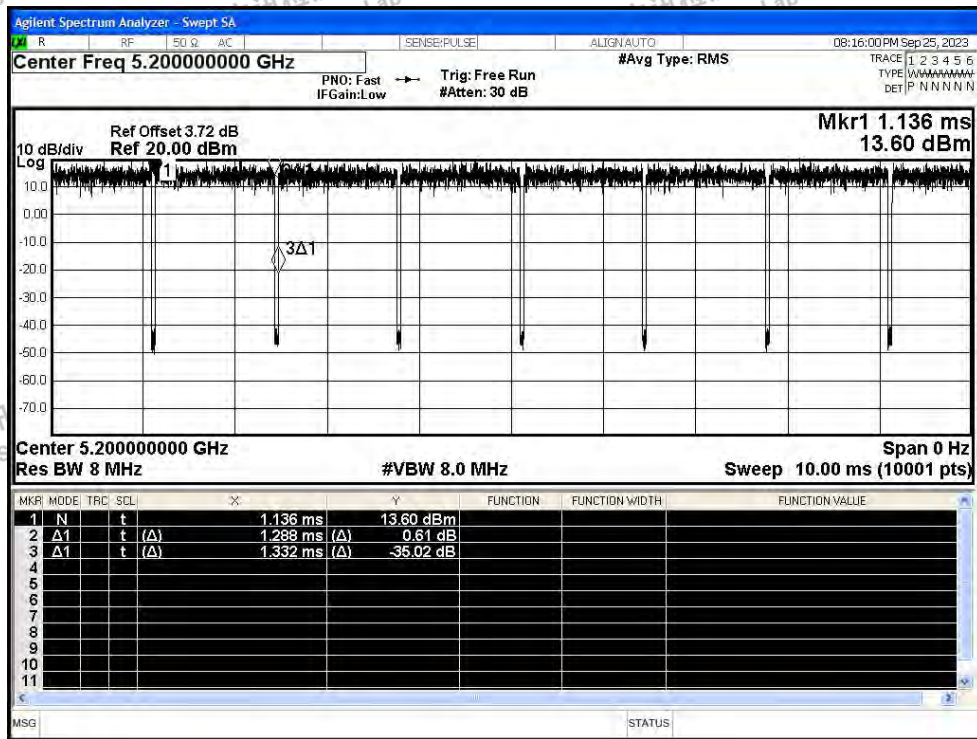 Lab
Agilent Spectrum Analyzer - Swept SA
LXI R RF 50 Ω AC SENSE:PULSE ALIGN AUTO 08:16:00 PM Sep 25, 2023
Center Freq 5.200000000 GHz #Avg Type: RMS TRACE 1 2 3 4 5 6
PNO: Fast Trig: Free Run TYPE WWWWWW
IFGain:Low #Atten: 30 dB DET P N N N N N
Mkr1 1.136 ms
Ref Offset 3.72 dB
10 dB/div Ref 20.00 dBm 13.60 dBm
Log
1
10.0
0.00
-10.0
3Δ1
-20.0
-30.0
-40.0
-50.0
-60.0
-70.0
Center 5.200000000 GHz Span 0 Hz
Res BW 8 MHz #VBW 8.0 MHz Sweep 10.00 ms (10001 pts)
MKR MODE TRC SCL X Y FUNCTION FUNCTION WIDTH FUNCTION VALUE
1 N t 1.136 ms 13.60 dBm
2 Δ1 t (Δ) 1.288 ms (Δ) 0.61 dB
3 Δ1 t (Δ) 1.332 ms (Δ) -35.02 dB
4
5
6
7
8
9
10
11
MSG STATUS